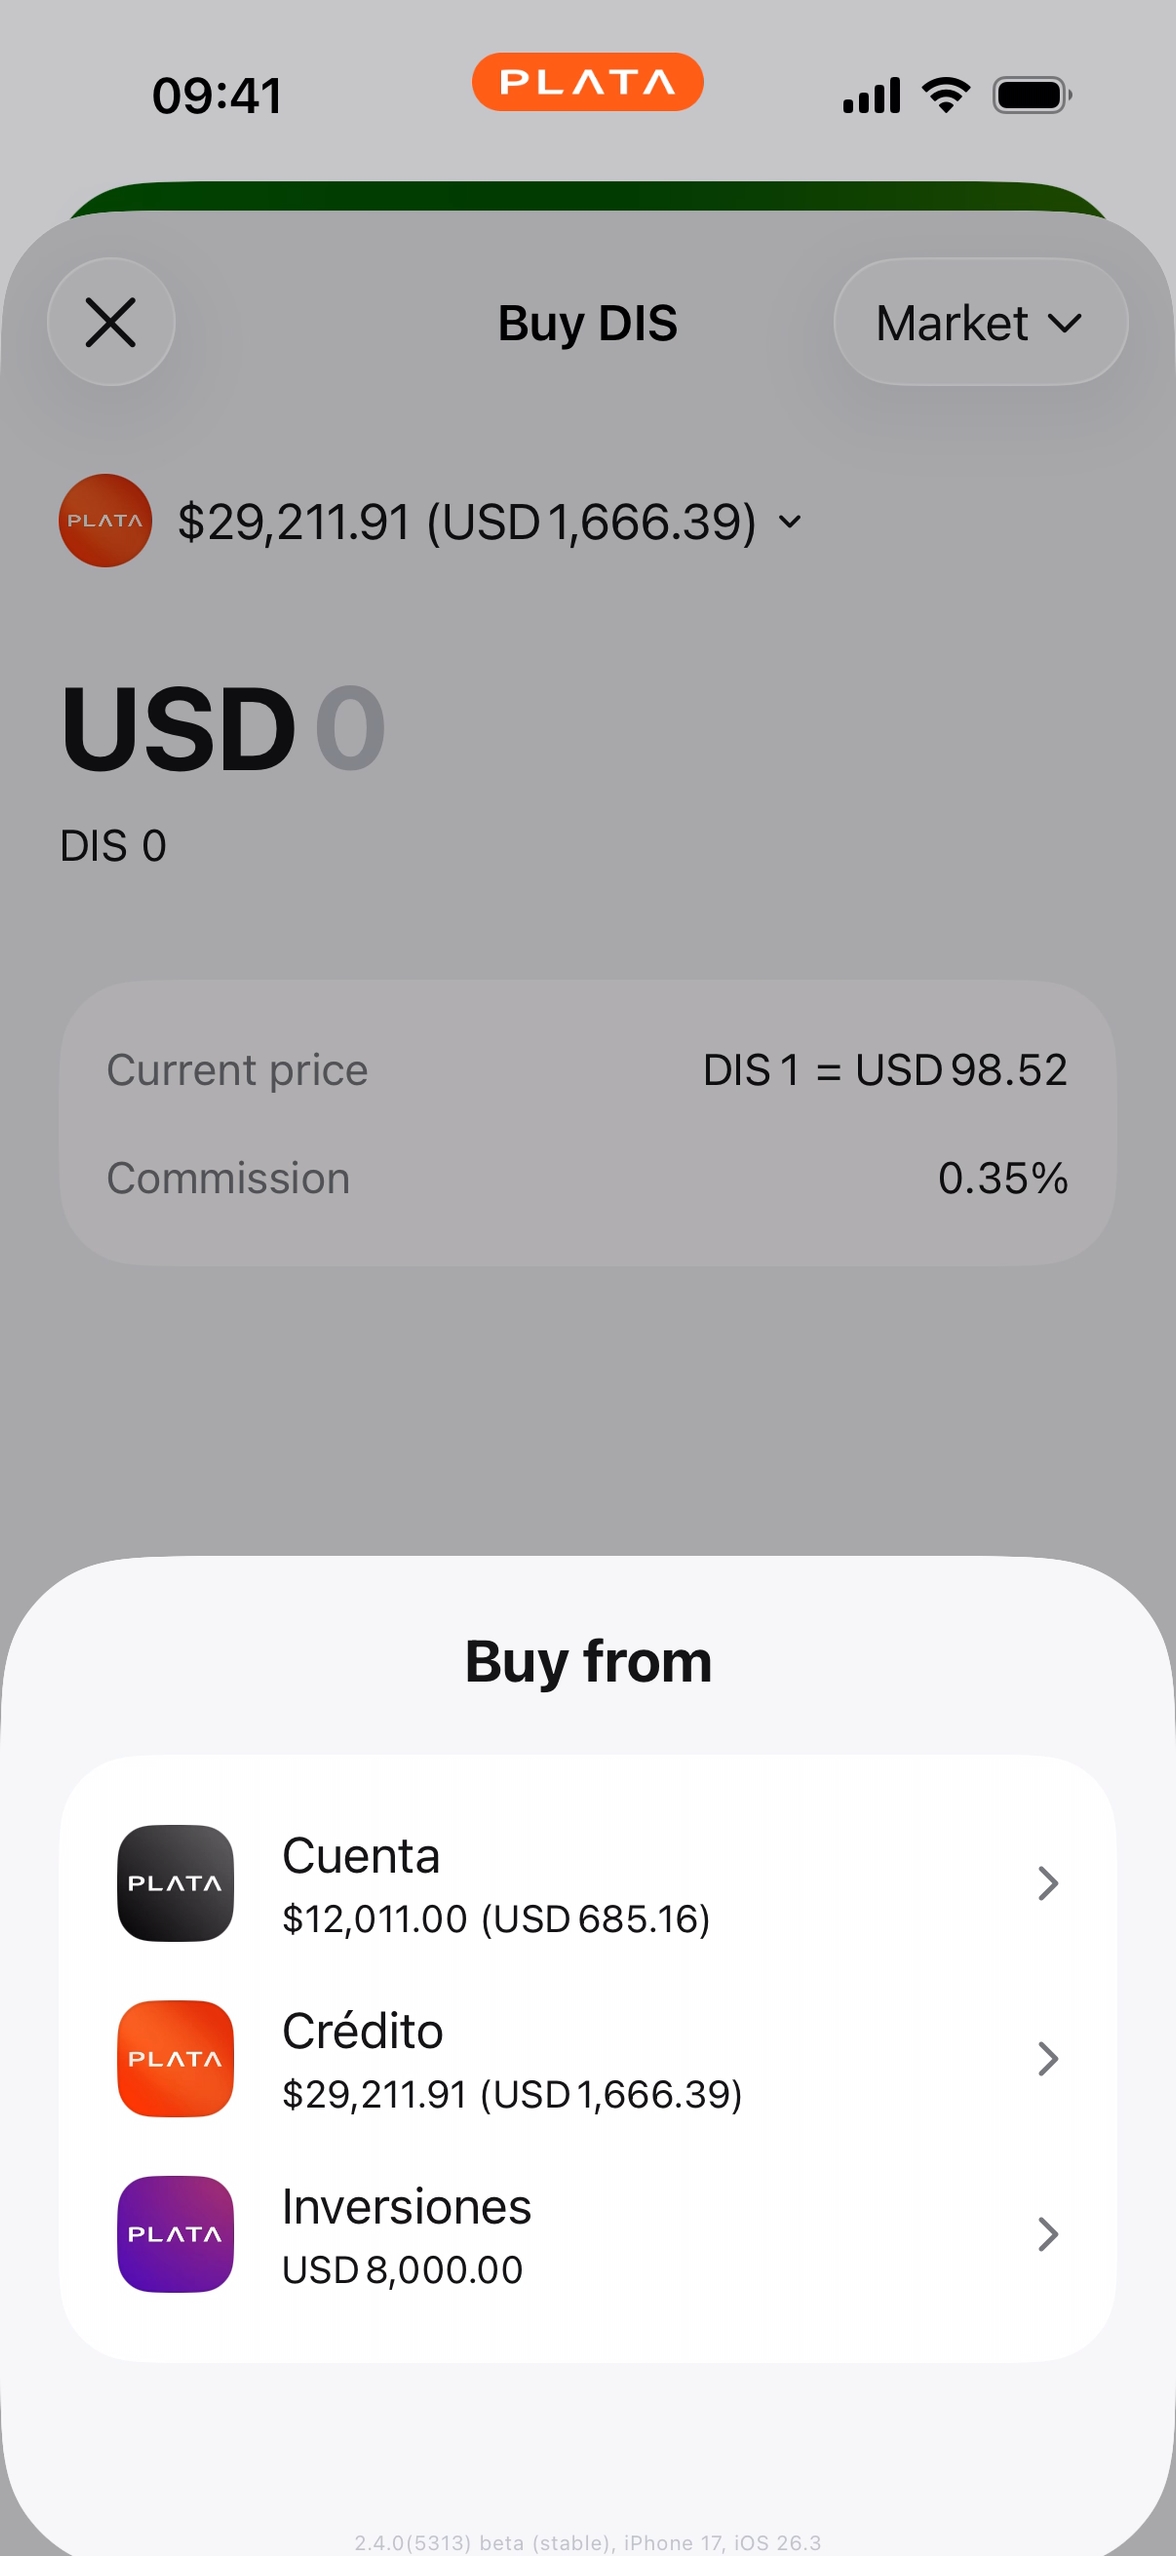 09:41
PLATA
Buy DIS
Market
PLATA
$29,211.91 (USD 1,666.39)
USD 0
DIS 0
Current price
DIS 1 = USD 98.52
Commission
0.35%
Buy from
PLATA
Cuenta
$12,011.00 (USD 685.16)
PLATA
Crédito
$29,211.91 (USD 1,666.39)
PLATA
Inversiones
USD 8,000.00
2.4.0(5313) beta (stable), iPhone 17, iOS 26.3